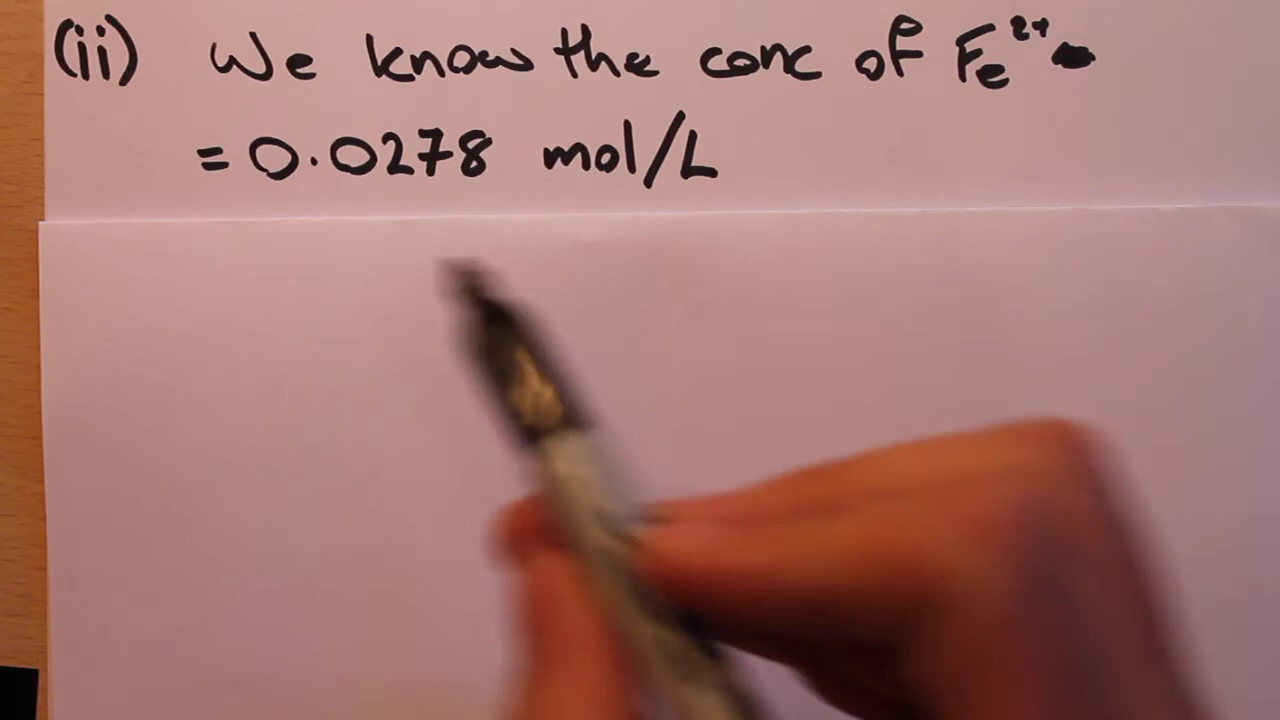 (ii) We know the conc of Fe²⁺
= 0.0278 mol/L